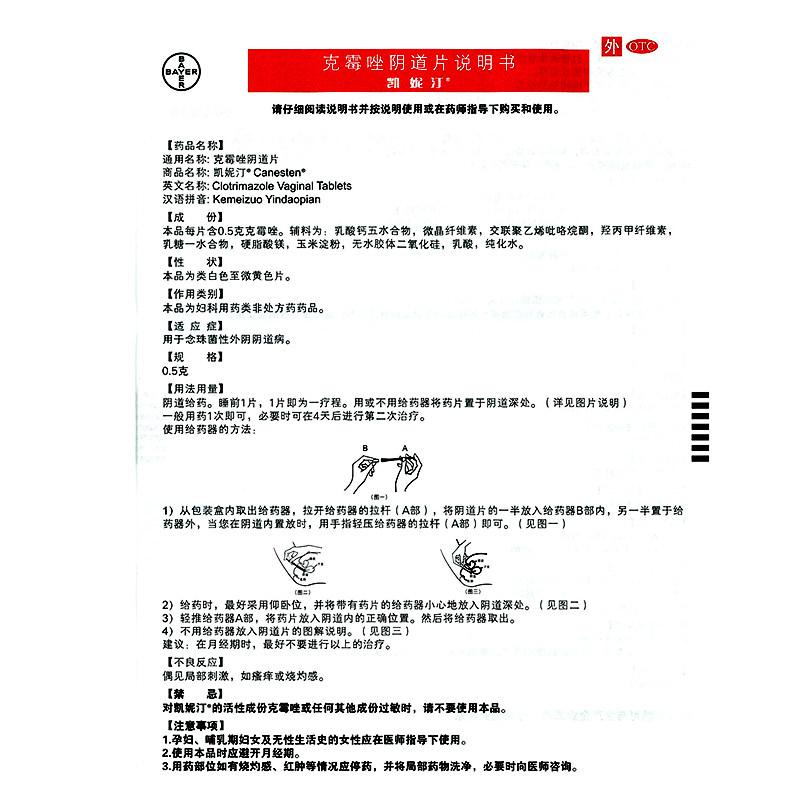 外 OTC
BAYER
BAYER
克霉唑阴道片说明书
凯妮汀®
请仔细阅读说明书并按说明使用或在药师指导下购买和使用。
【药品名称】
通用名称: 克霉唑阴道片
商品名称: 凯妮汀® Canesten®
英文名称: Clotrimazole Vaginal Tablets
汉语拼音: Kemeizuo Yindaopian
【成 份】
本品每片含0.5克克霉唑。辅料为：乳酸钙五水合物，微晶纤维素，交联聚乙烯吡咯烷酮，羟丙甲纤维素，
乳糖一水合物，硬脂酸镁，玉米淀粉，无水胶体二氧化硅，乳酸，纯化水。
【性 状】
本品为类白色至微黄色片。
【作用类别】
本品为妇科用药类非处方药药品。
【适 应 症】
用于念珠菌性外阴阴道病。
【规 格】
0.5克
【用法用量】
阴道给药。睡前1片，1片即为一疗程。用或不用给药器将药片置于阴道深处。（详见图片说明）
一般用药1次即可，必要时可在4天后进行第二次治疗。
使用给药器的方法：
B A
(图一)
1）从包装盒内取出给药器，拉开给药器的拉杆（A部），将阴道片的一半放入给药器B部内，另一半置于给
药器外，当您在阴道内置放时，用手指轻压给药器的拉杆（A部）即可。（见图一）
(图二) (图三)
2）给药时，最好采用仰卧位，并将带有药片的给药器小心地放入阴道深处。（见图二）
3）轻推给药器A部，将药片放入阴道内的正确位置。然后将给药器取出。
4）不用给药器放入阴道片的图解说明。（见图三）
建议：在月经期时，最好不要进行以上的治疗。
【不良反应】
偶见局部刺激，如瘙痒或烧灼感。
【禁 忌】
对凯妮汀®的活性成份克霉唑或任何其他成份过敏时，请不要使用本品。
【注意事项】
1.孕妇、哺乳期妇女及无性生活史的女性应在医师指导下使用。
2.使用本品时应避开月经期。
3.用药部位如有烧灼感、红肿等情况应停药，并将局部药物洗净，必要时向医师咨询。